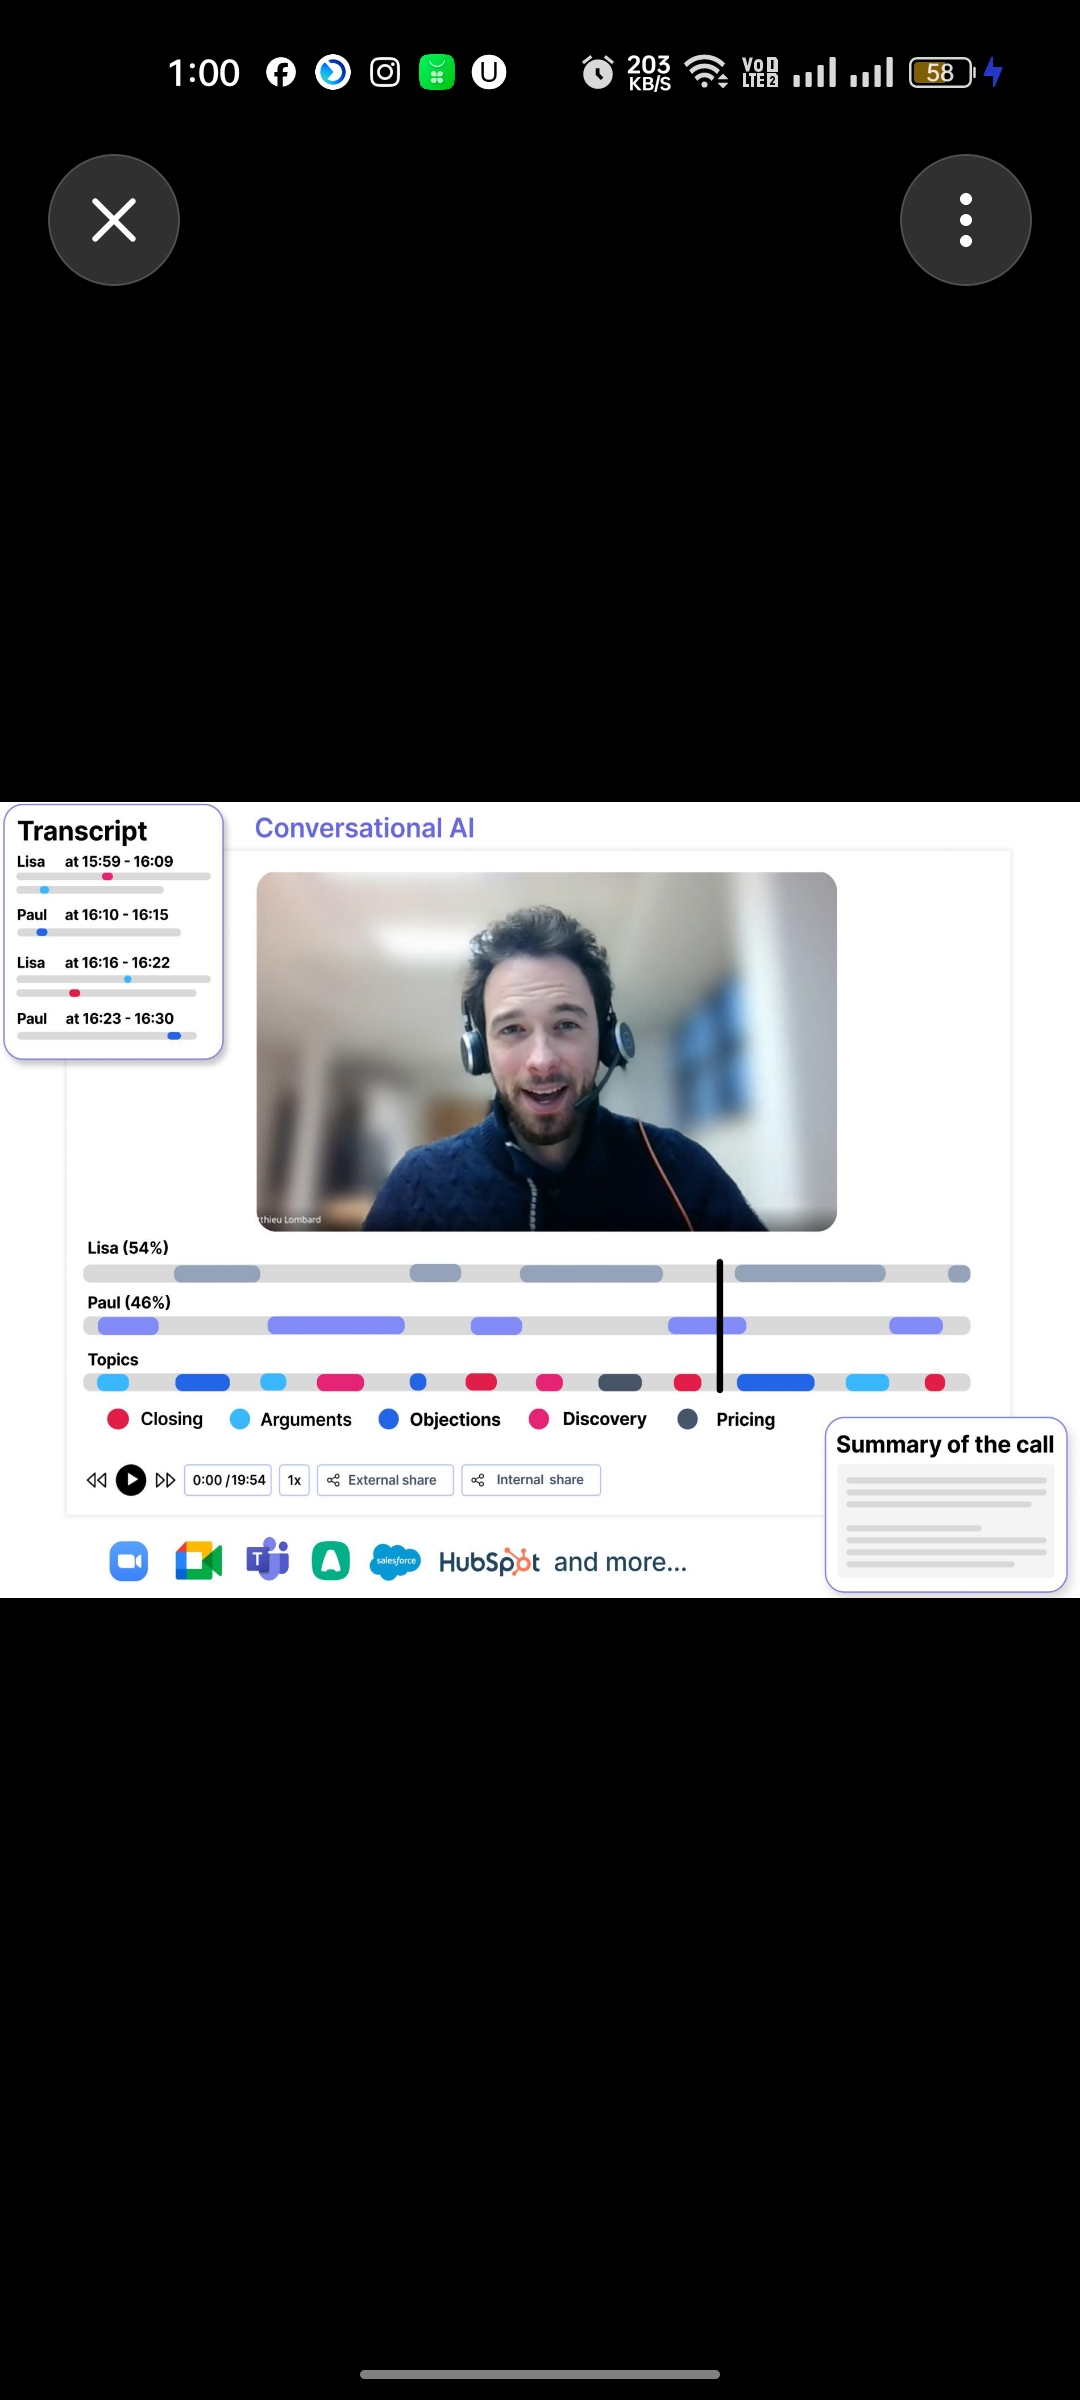 1:00
203
KB/S
Vo
LTE 2
58
Transcript
Lisa at 15:59 - 16:09
Paul at 16:10 - 16:15
Lisa at 16:16 - 16:22
Paul at 16:23 - 16:30
Conversational AI
thieu Lombard
Lisa (54%)
Paul (46%)
Topics
Closing Arguments Objections Discovery Pricing
0:00 / 19:54 1x External share Internal share
Summary of the call
T salesforce HubSpot and more...